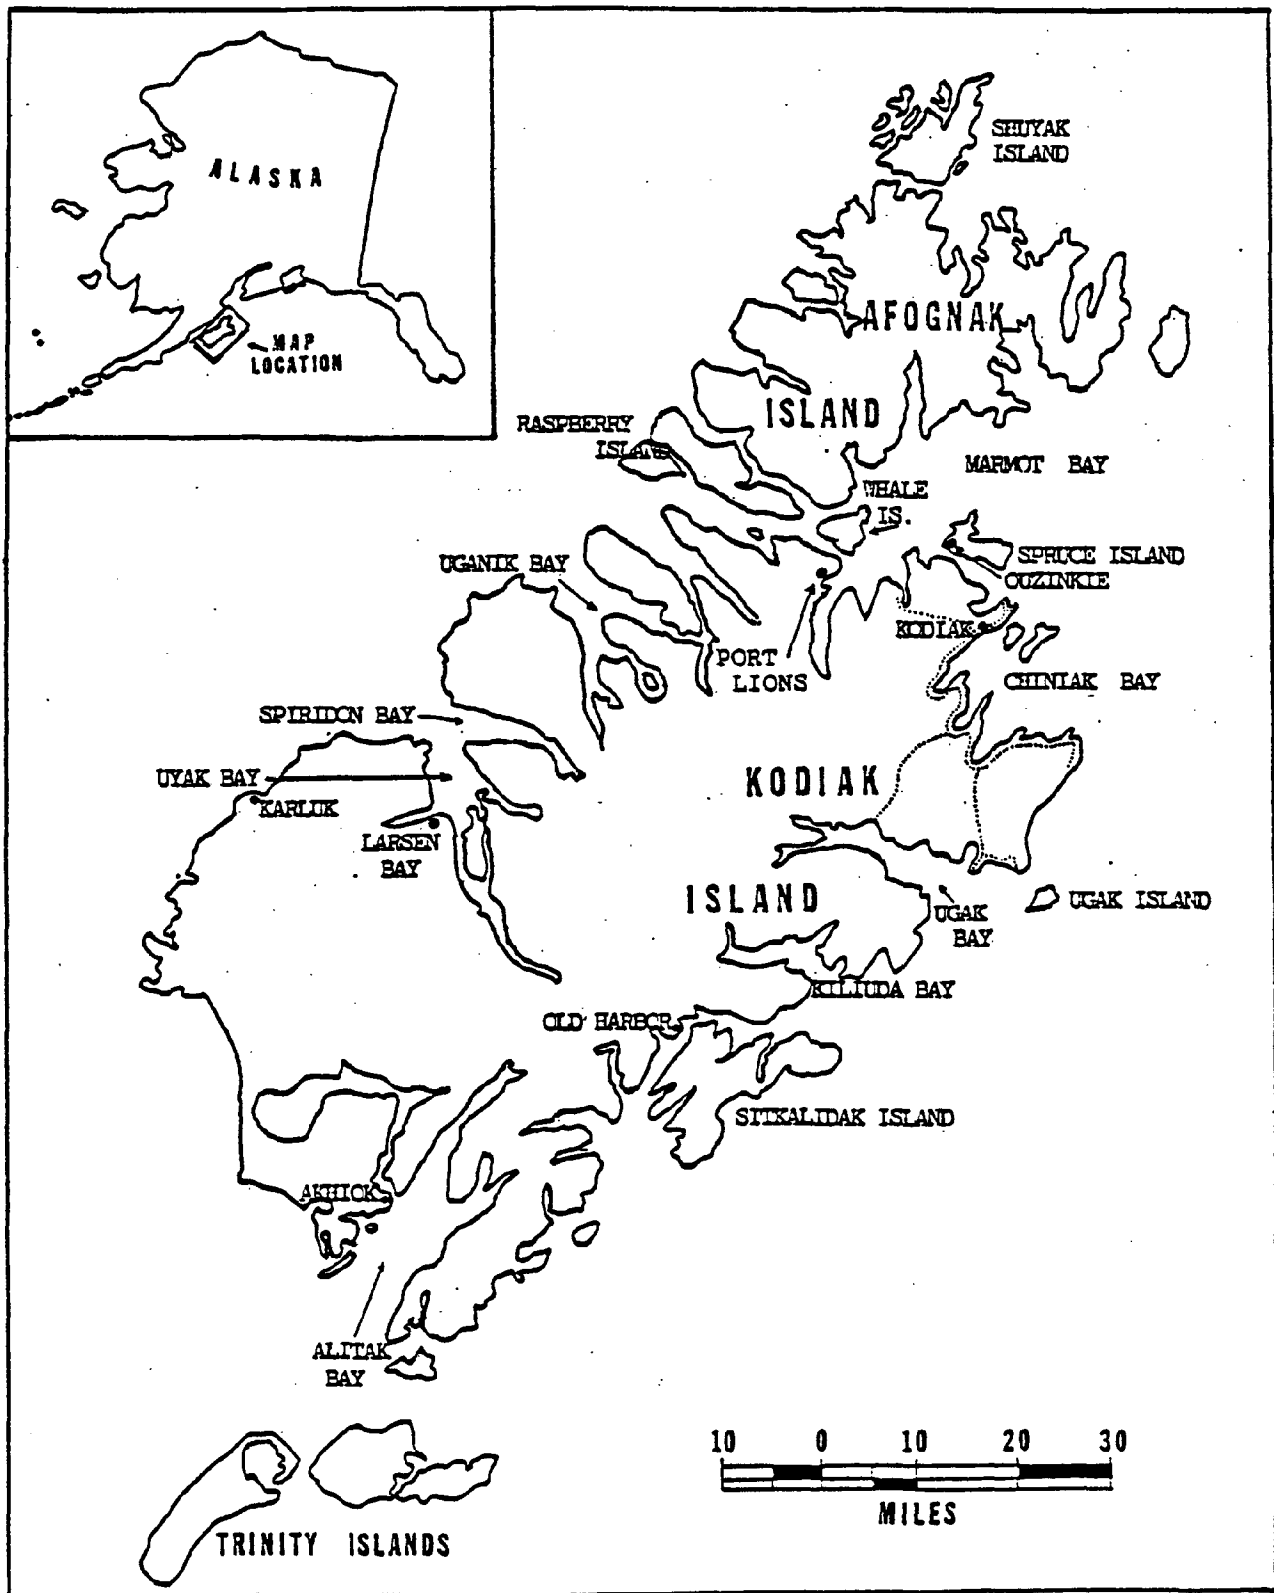 ALASKA
MAP
LOCATION
SHUYAK
ISLAND
AFOGNAK
ISLAND
RASPBERRY
ISLAND
MARMOT BAY
WHALE
IS.
SPRUCE ISLAND
OUZINKIE
UGANIK BAY
KODIAK
PORT
LIONS
CHINIAK BAY
SPIRIDON BAY
UYAK BAY
KARLUK
KODIAK
LARSEN
BAY
ISLAND
UGAK ISLAND
UGAK
BAY
KILIUDA BAY
OLD HARBOR
SITKALIDAK ISLAND
AKHIOK
ALITAK
BAY
10 0 10 20 30
MILES
TRINITY ISLANDS